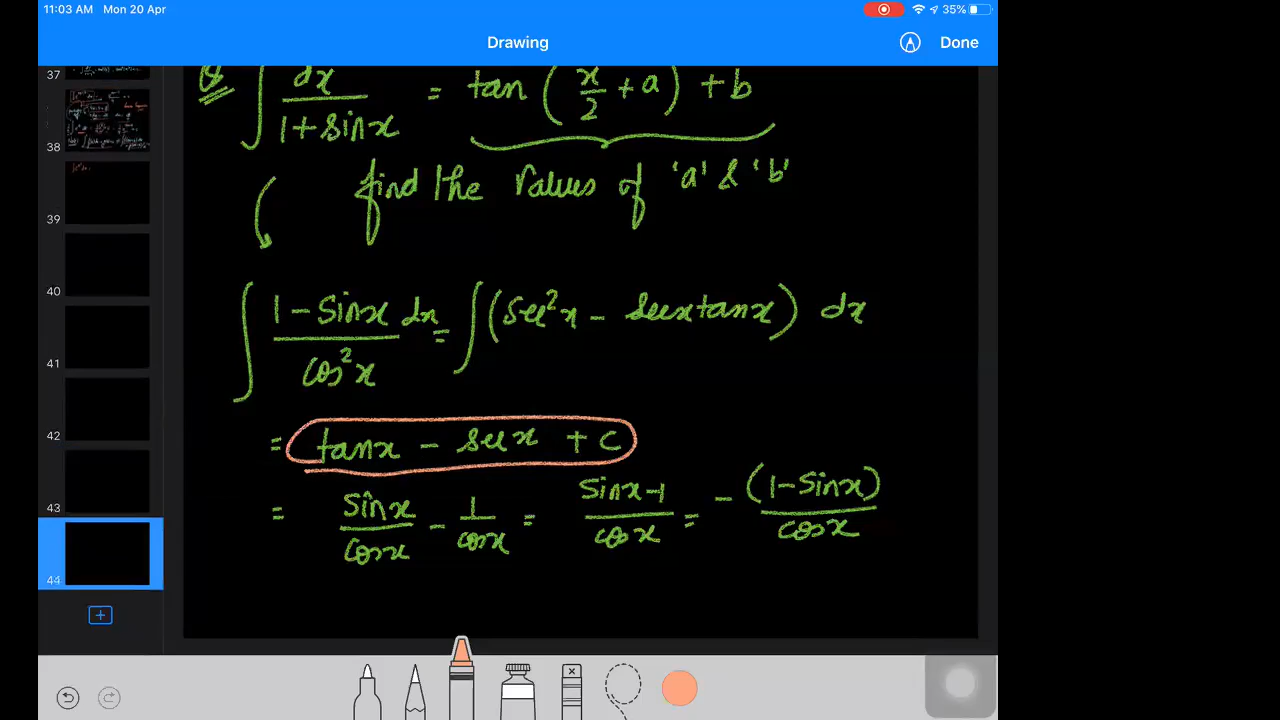 11:03 AM Mon 20 Apr 35%
Drawing Done
37
38
39
40
41
42
43
44
Q. ∫ dx / (1 + sinx) = tan (x/2 + a) + b
find the values of 'a' & 'b'
∫ (1 - sinx) / cos²x dx = ∫ (sec²x - secxtanx) dx
= tanx - secx + c
= sinx / cosx - 1 / cosx = (sinx - 1) / cosx = - (1 - sinx) / cosx